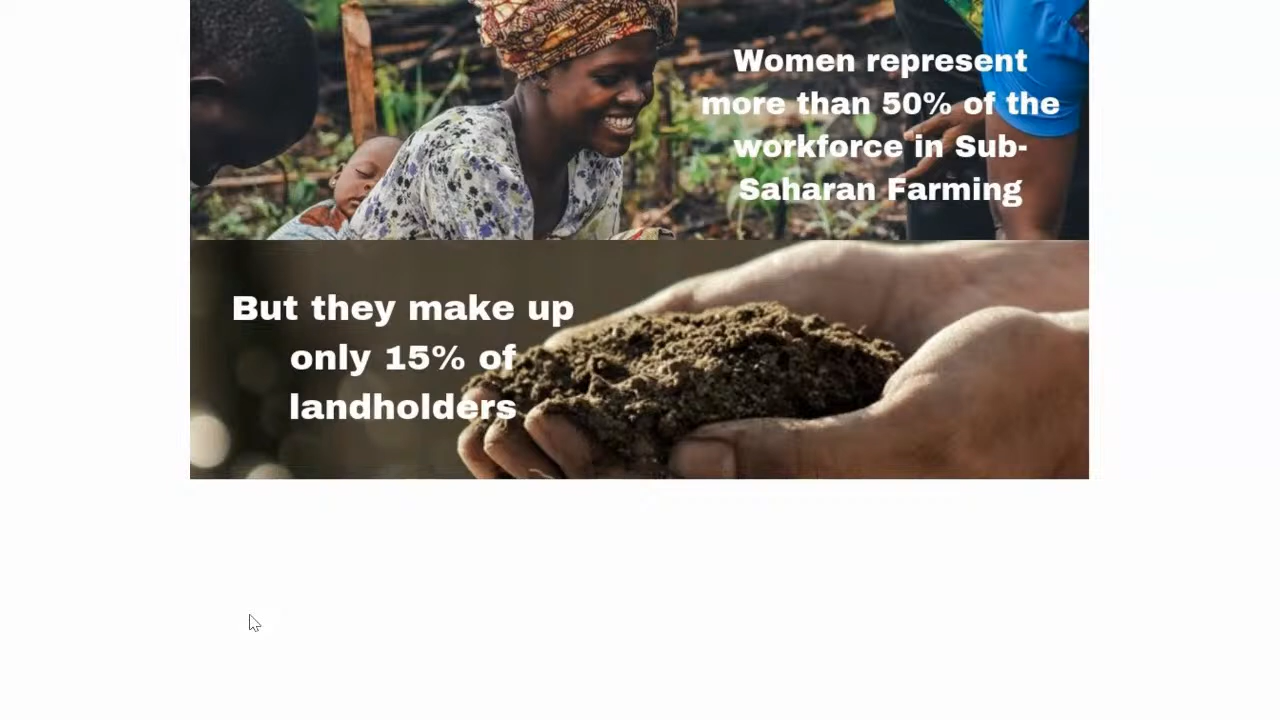 Women represent
more than 50% of the
workforce in Sub-
Saharan Farming
But they make up
only 15% of
landholders